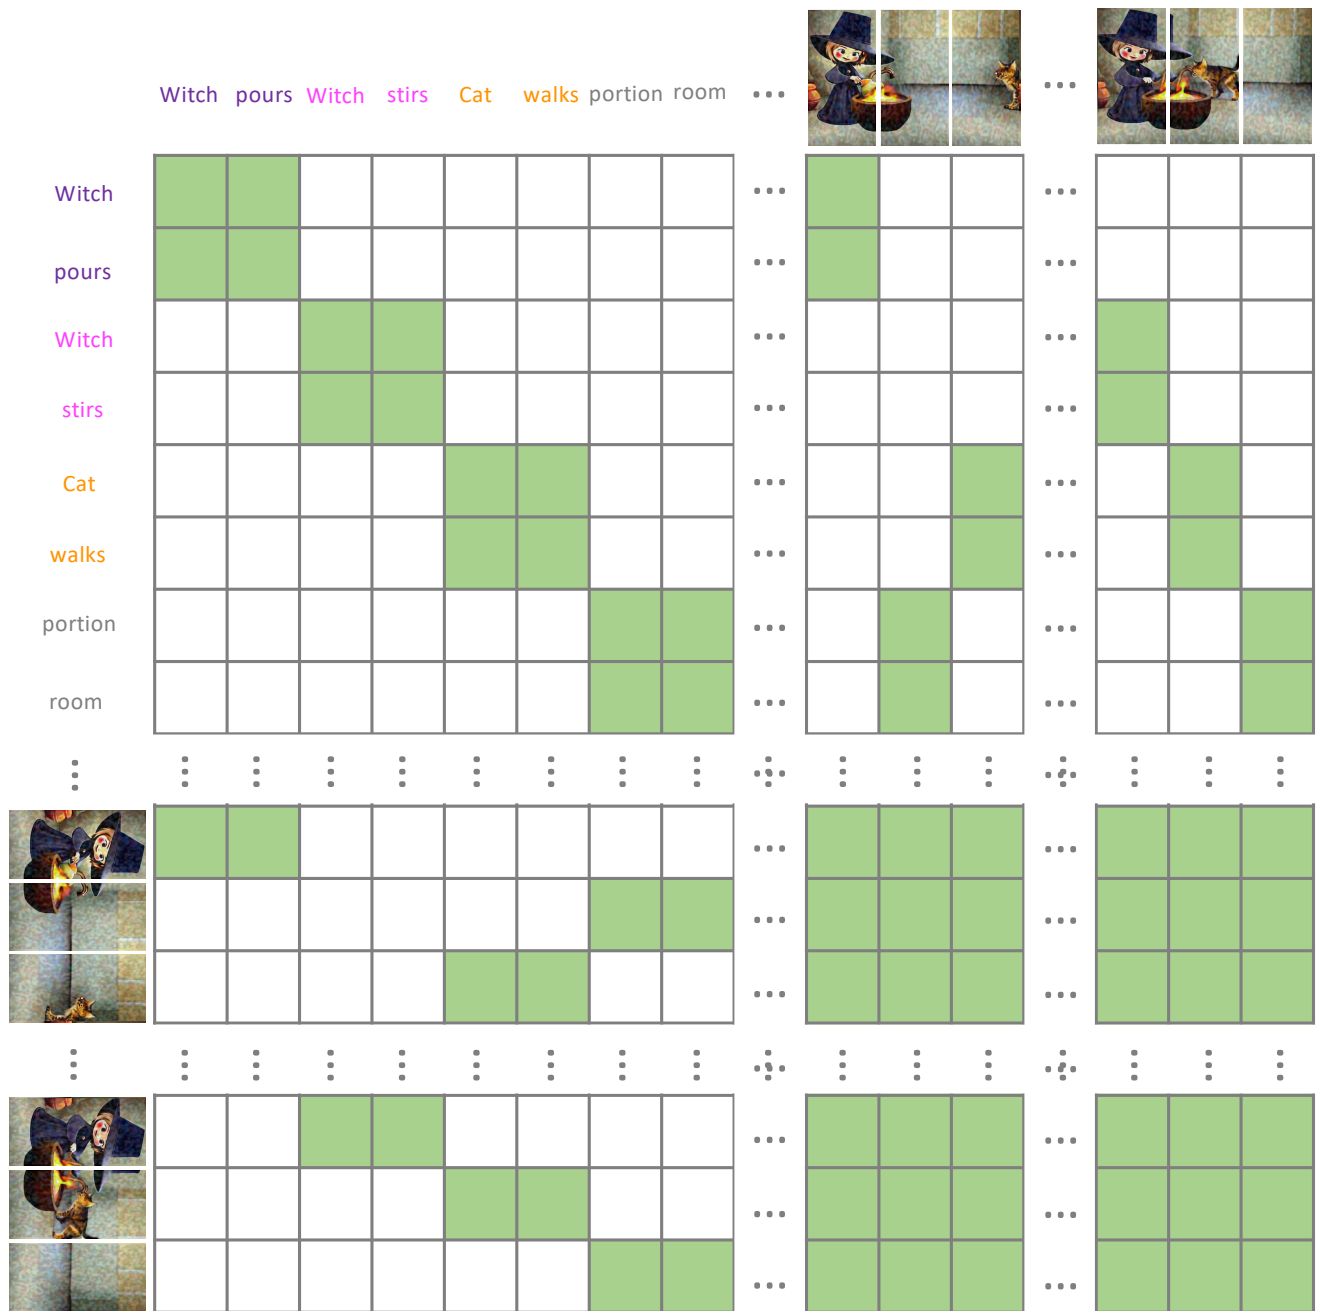 Witch pours Witch stirs Cat walks portion room ...
Witch ...
pours ...
Witch ...
stirs ...
Cat ...
walks ...
portion ...
room ...